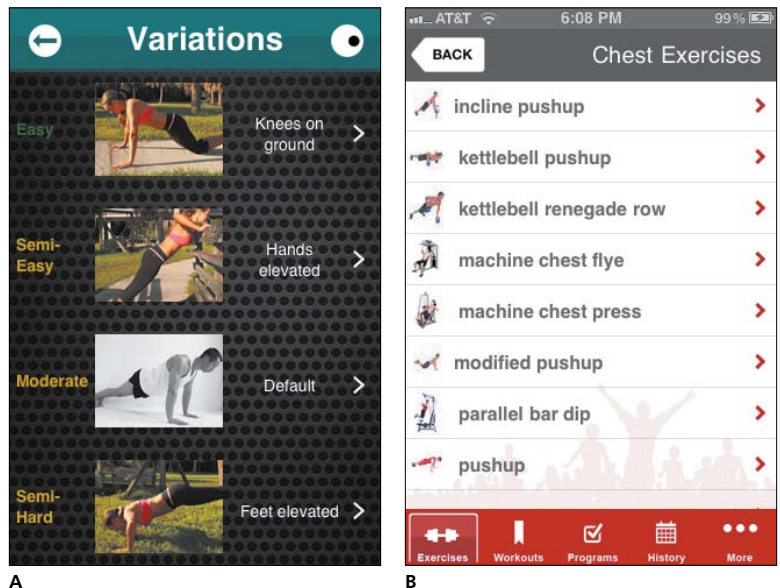 Variations
Easy
Knees on
ground
Semi-
Easy
Hands
elevated
Moderate
Default
Semi-
Hard
Feet elevated
A
AT&T 6:08 PM 99%
BACK Chest Exercises
incline pushup
kettlebell pushup
kettlebell renegade row
machine chest flye
machine chest press
modified pushup
parallel bar dip
pushup
Exercises Workouts Programs History More
B